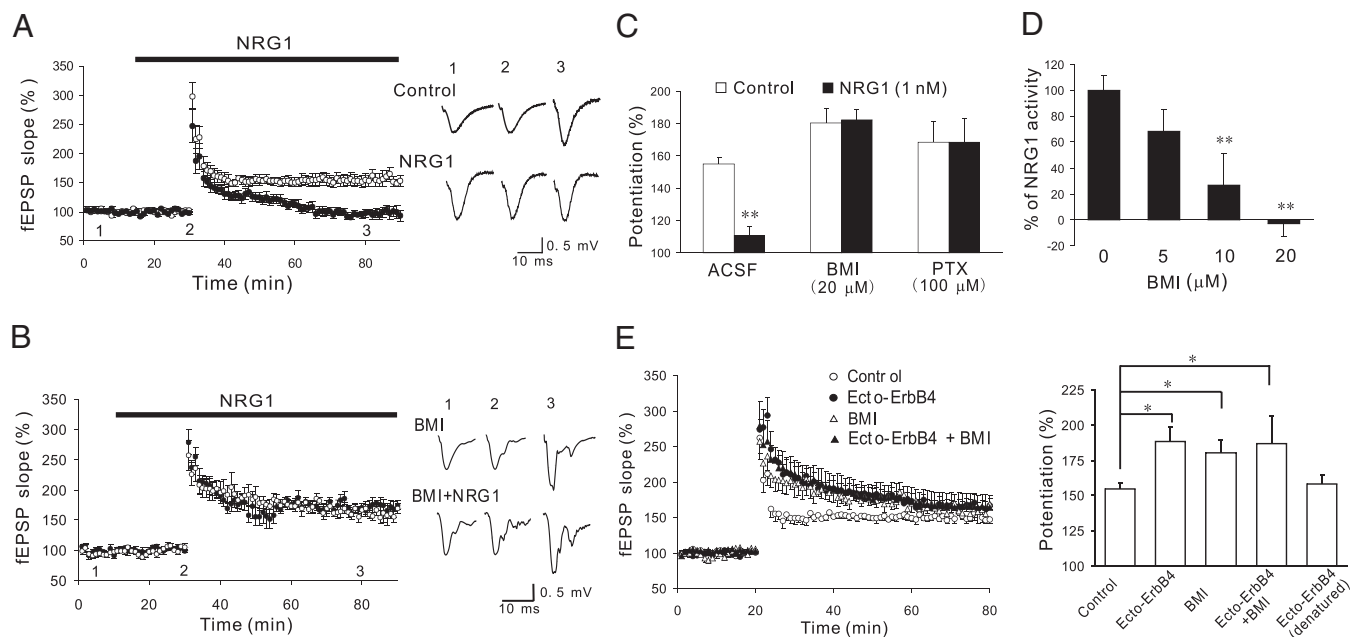 A
NRG1
350
300
250
200
150
100
50
fEPSP slope (%)
1
2
3
0
20
40
60
80
Time (min)
1 2 3
Control
NRG1
0. 5 mV
10 ms
B
NRG1
350
300
250
200
150
100
50
fEPSP slope (%)
1
2
3
0
20
40
60
80
Time (min)
1 2 3
BMI
BMI+NRG1
0. 5 mV
10 ms
C
Control NRG1 (1 nM)
200
180
160
140
120
100
Potentiation (%)
**
ACSF
BMI
(20 μM)
PTX
(100 μM)
D
120
100
80
60
40
20
0
-20
% of NRG1 activity
**
**
0 5 10 20
BMI (μM)
E
350
300
250
200
150
100
50
fEPSP slope (%)
Control
Ecto-ErbB4
BMI
Ecto-ErbB4 + BMI
0
20
40
60
80
Time (min)
225
200
175
150
125
100
Potentiation (%)
*
*
*
Control
Ecto-ErbB4
BMI
Ecto-ErbB4
+BMI
Ecto-ErbB4
(denatured)